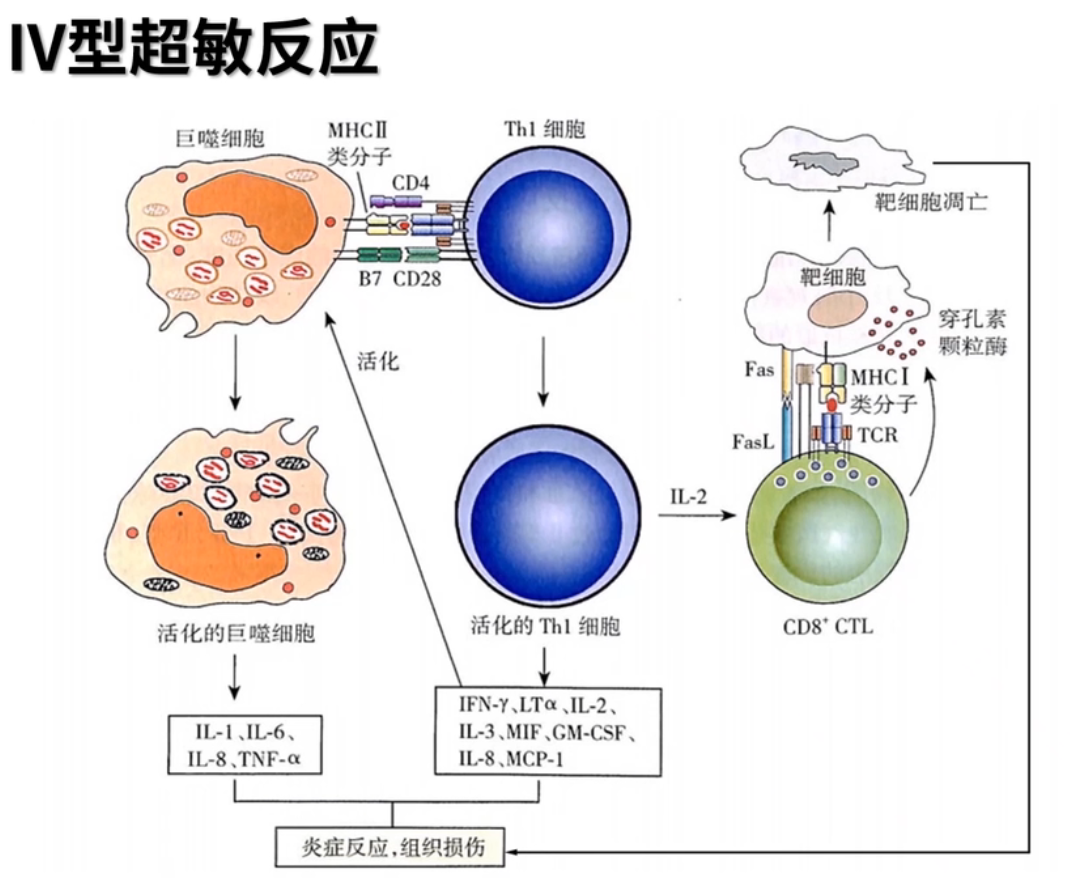 IV型超敏反应
巨噬细胞
MHCⅡ
类分子
Th1 细胞
CD4
B7 CD28
靶细胞凋亡
靶细胞
穿孔素
颗粒酶
活化
Fas
MHCⅠ
类分子
FasL
TCR
IL-2
活化的巨噬细胞
活化的 Th1 细胞
CD8⁺ CTL
IL-1、IL-6、
IL-8、TNF-α
IFN-γ、LTα、IL-2、
IL-3、MIF、GM-CSF、
IL-8、MCP-1
炎症反应,组织损伤